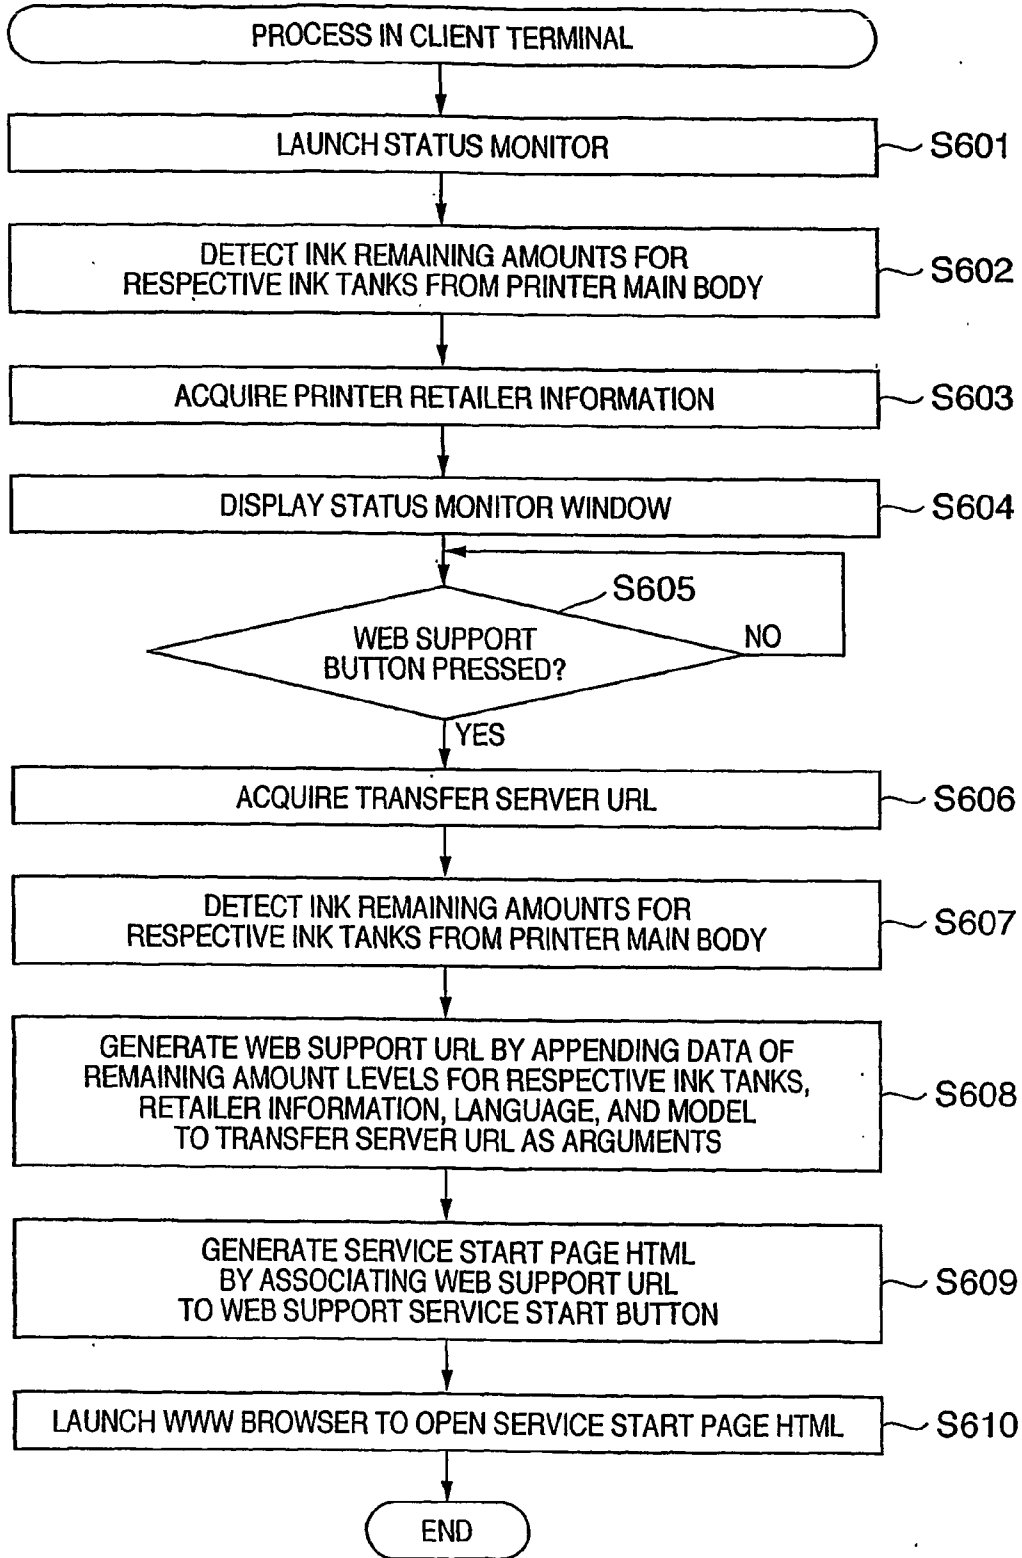 PROCESS IN CLIENT TERMINAL
LAUNCH STATUS MONITOR
S601
DETECT INK REMAINING AMOUNTS FOR
RESPECTIVE INK TANKS FROM PRINTER MAIN BODY
S602
ACQUIRE PRINTER RETAILER INFORMATION
S603
DISPLAY STATUS MONITOR WINDOW
S604
S605
WEB SUPPORT
BUTTON PRESSED?
NO
YES
ACQUIRE TRANSFER SERVER URL
S606
DETECT INK REMAINING AMOUNTS FOR
RESPECTIVE INK TANKS FROM PRINTER MAIN BODY
S607
GENERATE WEB SUPPORT URL BY APPENDING DATA OF
REMAINING AMOUNT LEVELS FOR RESPECTIVE INK TANKS,
RETAILER INFORMATION, LANGUAGE, AND MODEL
TO TRANSFER SERVER URL AS ARGUMENTS
S608
GENERATE SERVICE START PAGE HTML
BY ASSOCIATING WEB SUPPORT URL
TO WEB SUPPORT SERVICE START BUTTON
S609
LAUNCH WWW BROWSER TO OPEN SERVICE START PAGE HTML
S610
END